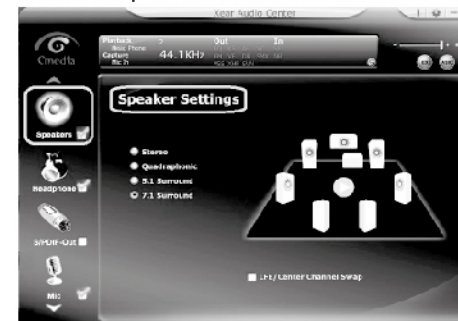 Xear Audio Center
Cmedia
Playback
Capture
44.1KHz
Out
In
Speaker Settings
Speakers
Stereo
Quadraphonic
5.1 Surround
7.1 Surround
Headphone
S/PDIF-Out
LFE/Center Channel Swap
Mic